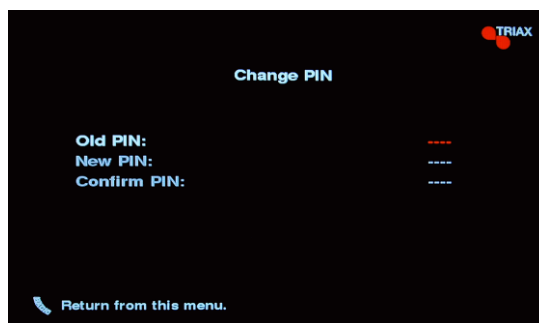 TRIAX
Change PIN
Old PIN: ----
New PIN: ----
Confirm PIN: ----
Return from this menu.